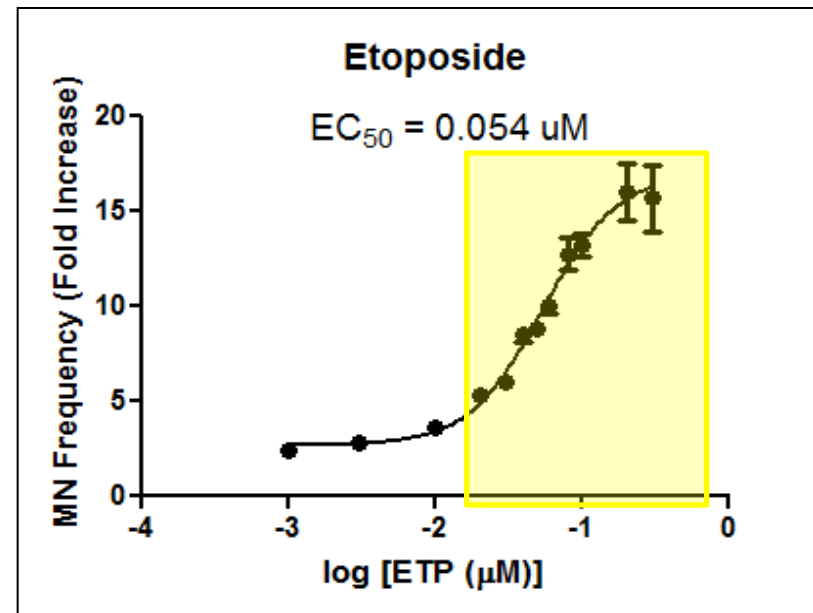 Etoposide
EC50 = 0.054 uM
MN Frequency (Fold Increase)
20
15
10
5
0
-4 -3 -2 -1 0
log [ETP (μM)]